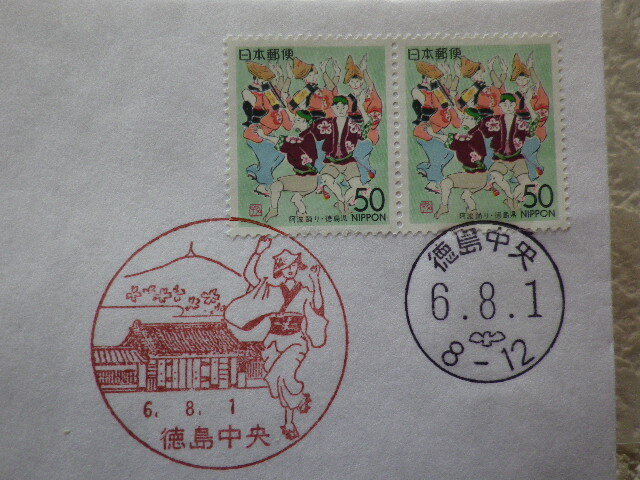 日本郵便
50
阿波踊り・徳島県 NIPPON
日本郵便
50
阿波踊り・徳島県 NIPPON
徳島中央
6.8.1
8-12
6. 8. 1
徳島中央